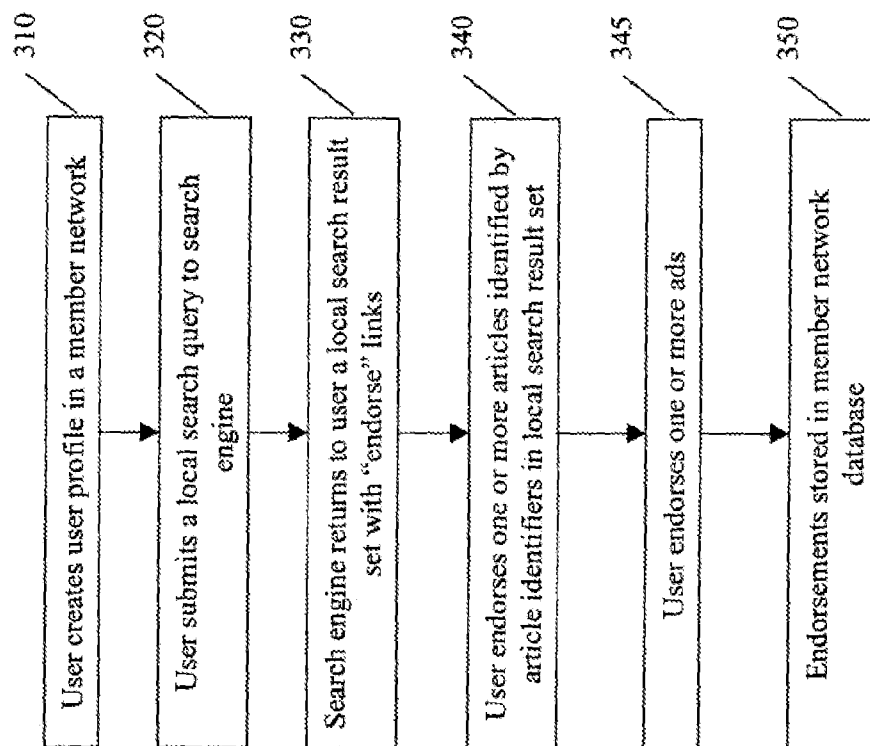 310
User creates user profile in a member network
320
User submits a local search query to search
engine
330
Search engine returns to user a local search result
set with “endorse” links
340
User endorses one or more articles identified by
article identifiers in local search result set
345
User endorses one or more ads
350
Endorsements stored in member network
database